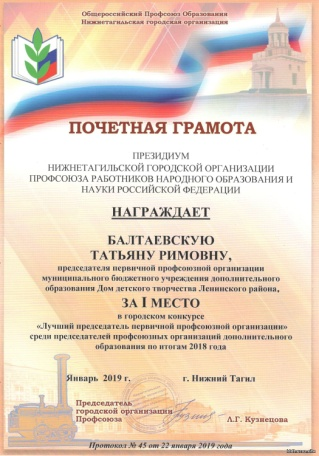 Общероссийский Профсоюз Образования
Нижнетагильская городская организация
ПОЧЕТНАЯ ГРАМОТА
ПРЕЗИДИУМ
НИЖНЕТАГИЛЬСКОЙ ГОРОДСКОЙ ОРГАНИЗАЦИИ
ПРОФСОЮЗА РАБОТНИКОВ НАРОДНОГО ОБРАЗОВАНИЯ И
НАУКИ РОССИЙСКОЙ ФЕДЕРАЦИИ
НАГРАЖДАЕТ
БАЛТАЕВСКУЮ
ТАТЬЯНУ РИМОВНУ,
председателя первичной профсоюзной организации
муниципального бюджетного учреждения дополнительного
образования Дом детского творчества Ленинского района,
ЗА I МЕСТО
в городском конкурсе
«Лучший председатель первичной профсоюзной организации»
среди председателей профсоюзных организаций дополнительного
образования по итогам 2018 года
Январь 2019 г. г. Нижний Тагил
Председатель
городской организации
Профсоюза Л.Г. Кузнецова
Протокол № 45 от 22 января 2019 года